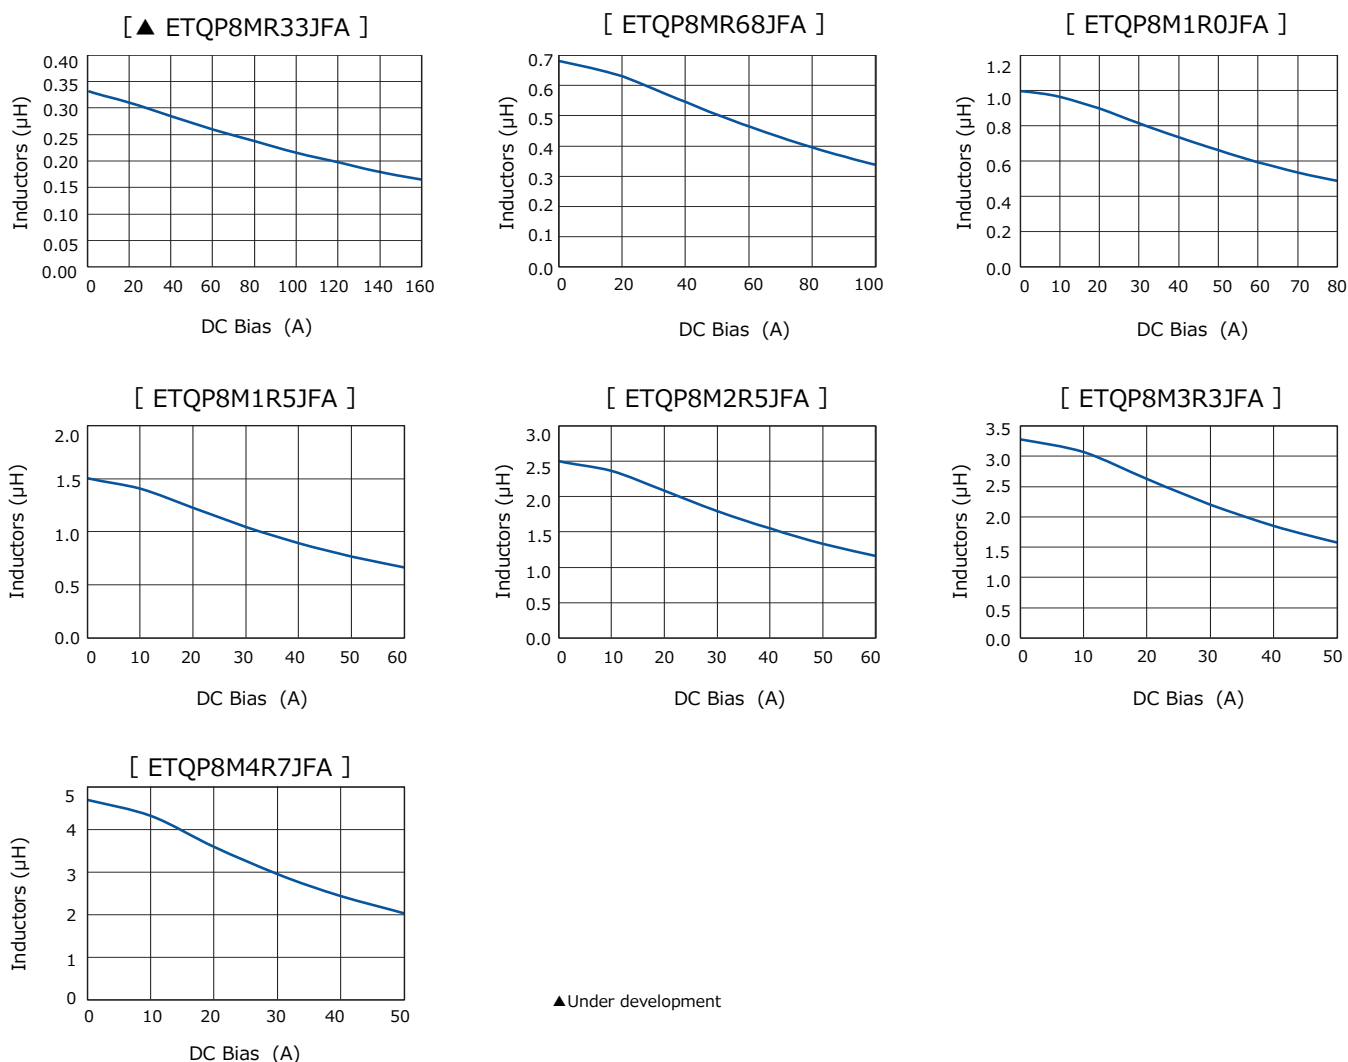 [▲ ETQP8MR33JFA ]
Inductors (μH)
0.40
0.35
0.30
0.25
0.20
0.15
0.10
0.05
0.00
0 20 40 60 80 100 120 140 160
DC Bias (A)
[ ETQP8MR68JFA ]
Inductors (μH)
0.7
0.6
0.5
0.4
0.3
0.2
0.1
0.0
0 20 40 60 80 100
DC Bias (A)
[ ETQP8M1R0JFA ]
Inductors (μH)
1.2
1.0
0.8
0.6
0.4
0.2
0.0
0 10 20 30 40 50 60 70 80
DC Bias (A)
[ ETQP8M1R5JFA ]
Inductors (μH)
2.0
1.5
1.0
0.5
0.0
0 10 20 30 40 50 60
DC Bias (A)
[ ETQP8M2R5JFA ]
Inductors (μH)
3.0
2.5
2.0
1.5
1.0
0.5
0.0
0 10 20 30 40 50 60
DC Bias (A)
[ ETQP8M3R3JFA ]
Inductors (μH)
3.5
3.0
2.5
2.0
1.5
1.0
0.5
0.0
0 10 20 30 40 50
DC Bias (A)
[ ETQP8M4R7JFA ]
Inductors (μH)
5
4
3
2
1
0
0 10 20 30 40 50
DC Bias (A)
▲Under development